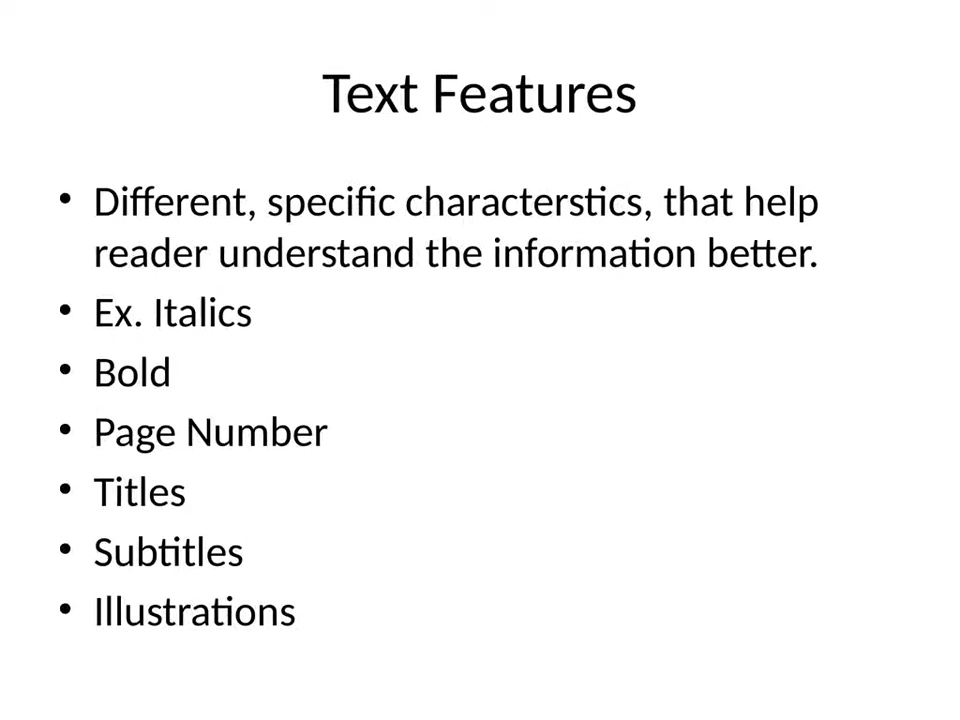 Text Features
• Different, specific characterstics, that help
reader understand the information better.
• Ex. Italics
• Bold
• Page Number
• Titles
• Subtitles
• Illustrations